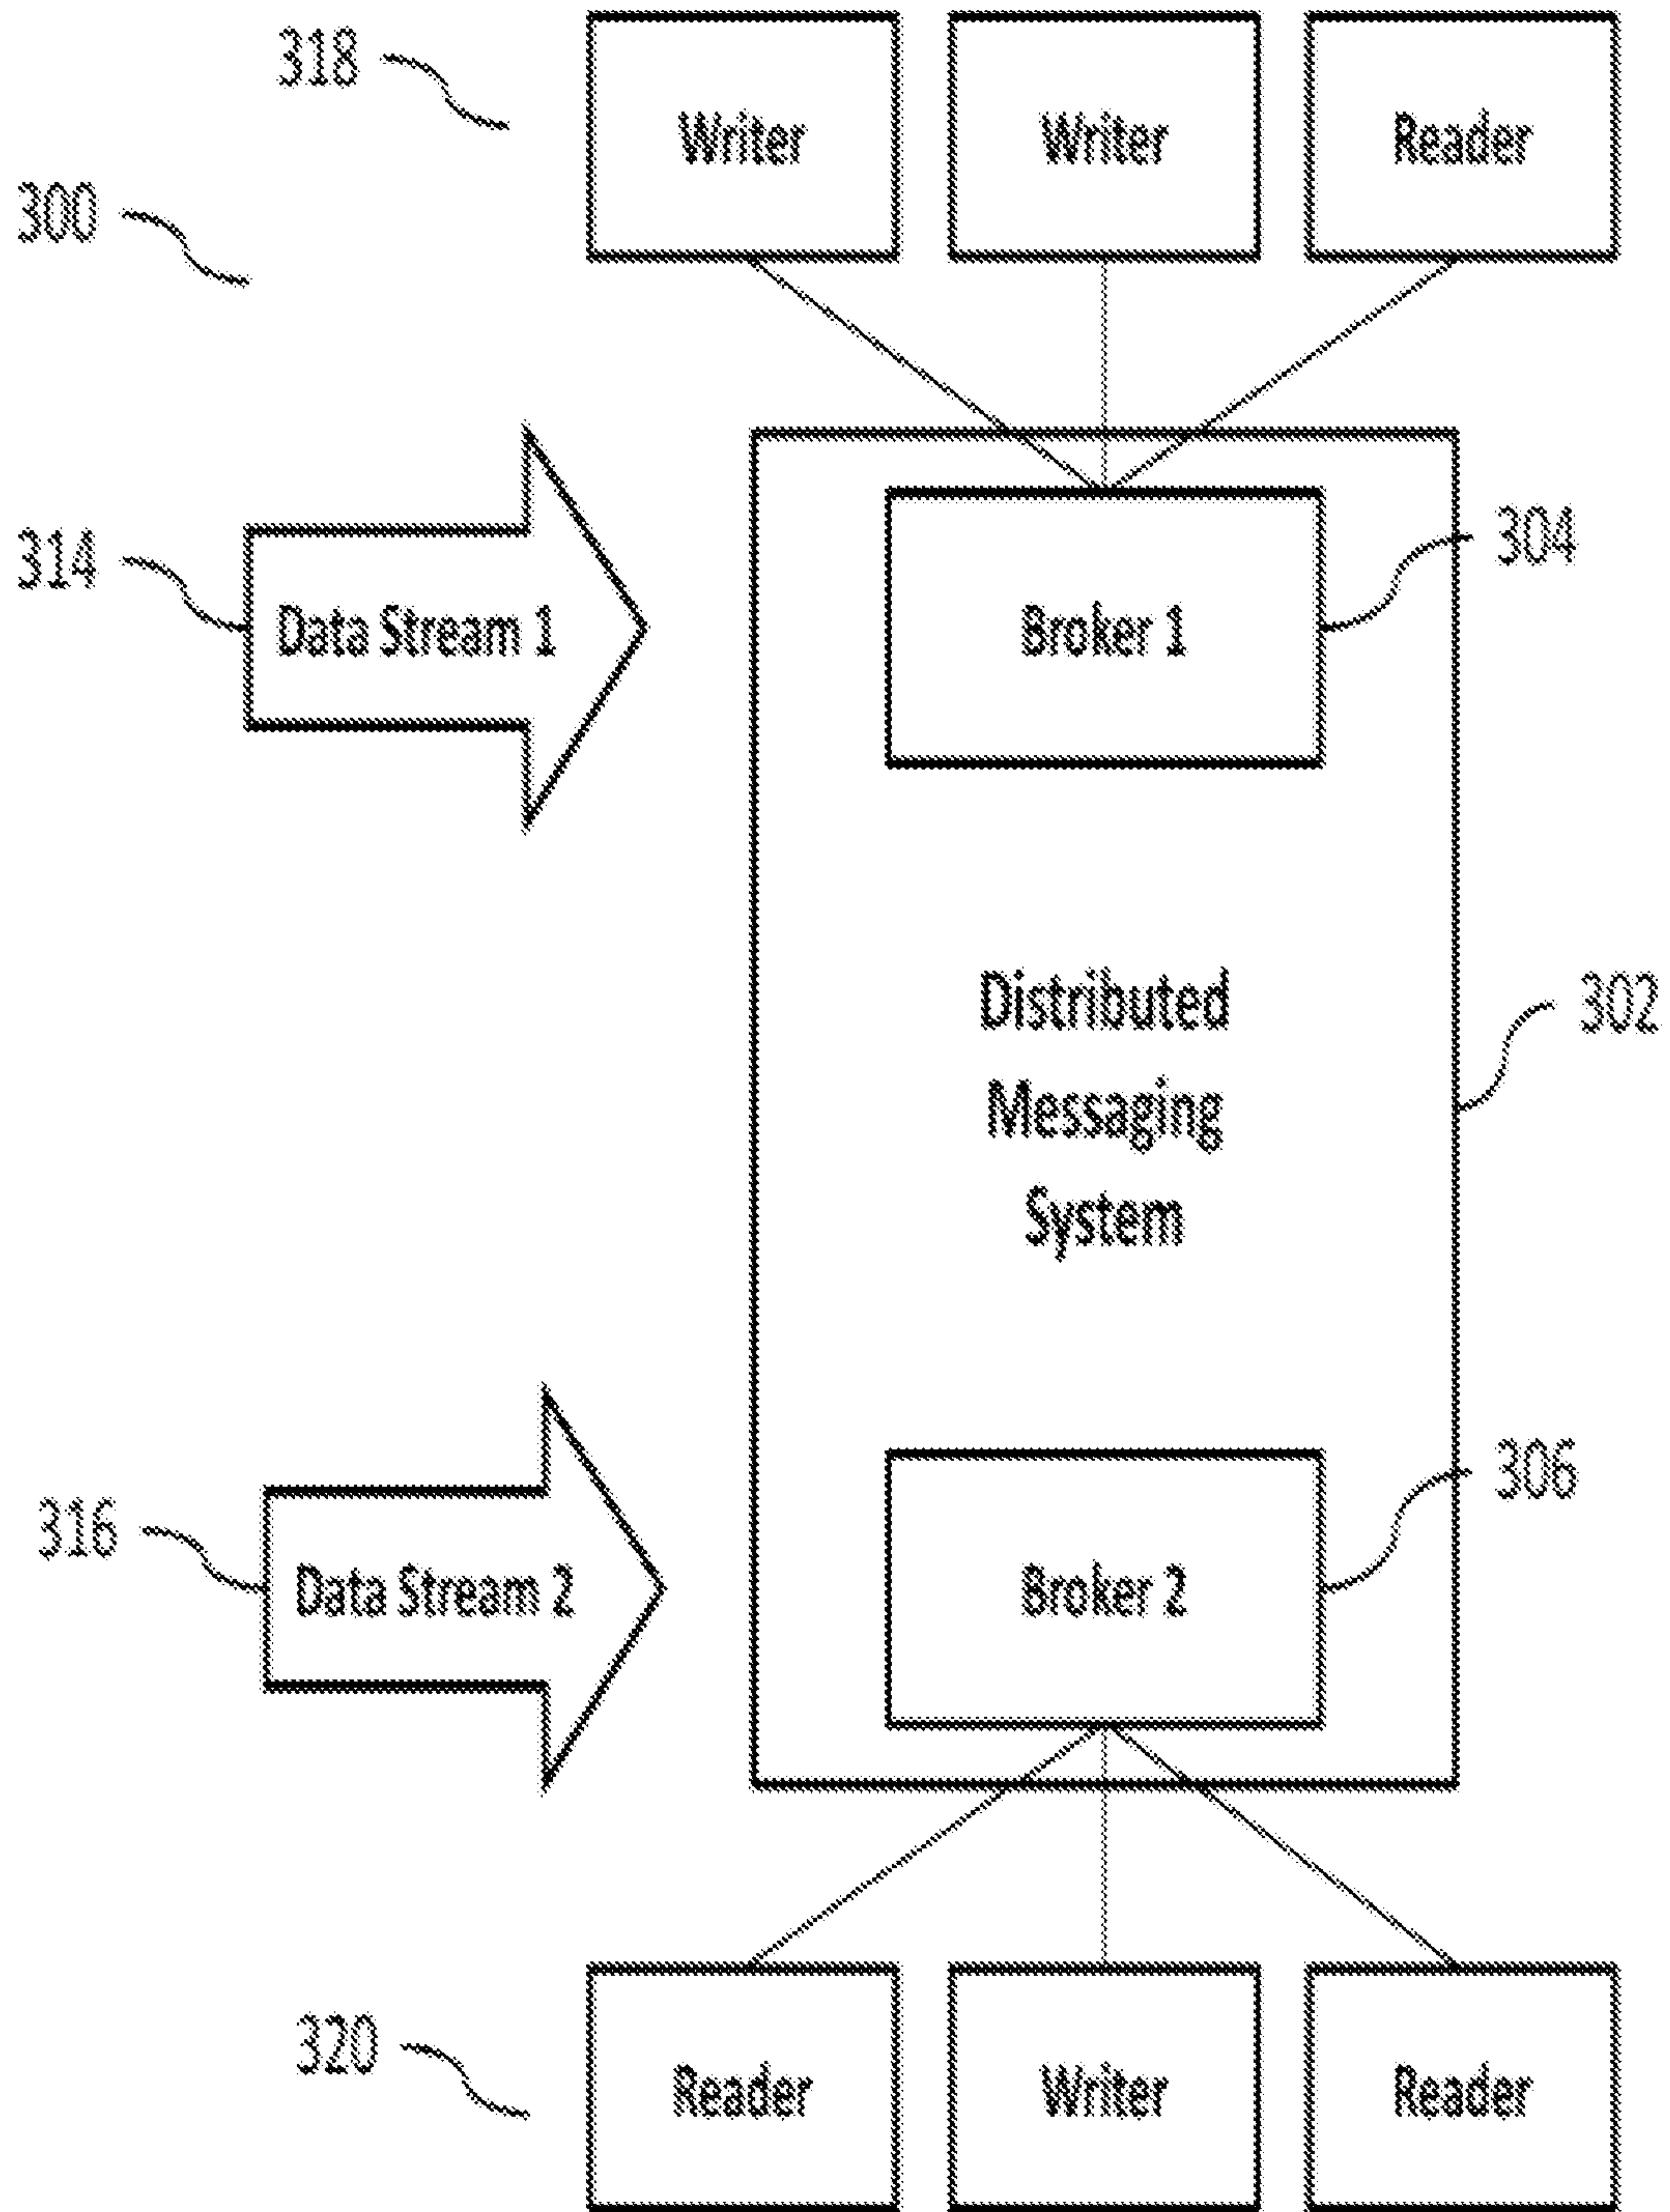 318
Writer
Writer
Reader
300
304
314
Data Stream 1
Broker 1
302
Distributed
Messaging
System
306
316
Data Stream 2
Broker 2
320
Reader
Writer
Reader